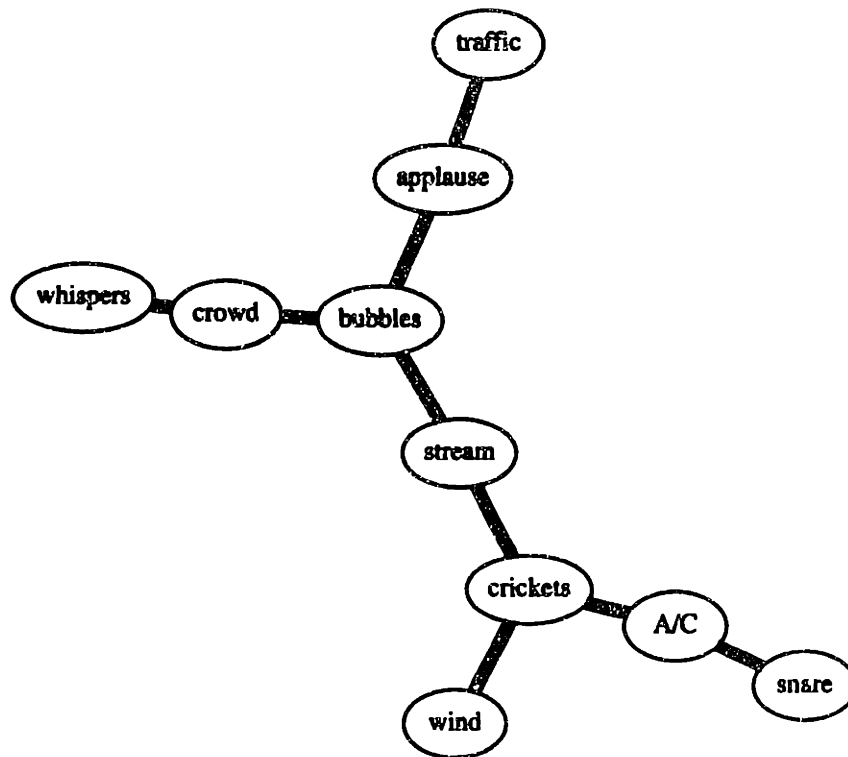 traffic
applause
whispers
crowd
bubbles
stream
crickets
A/C
snare
wind